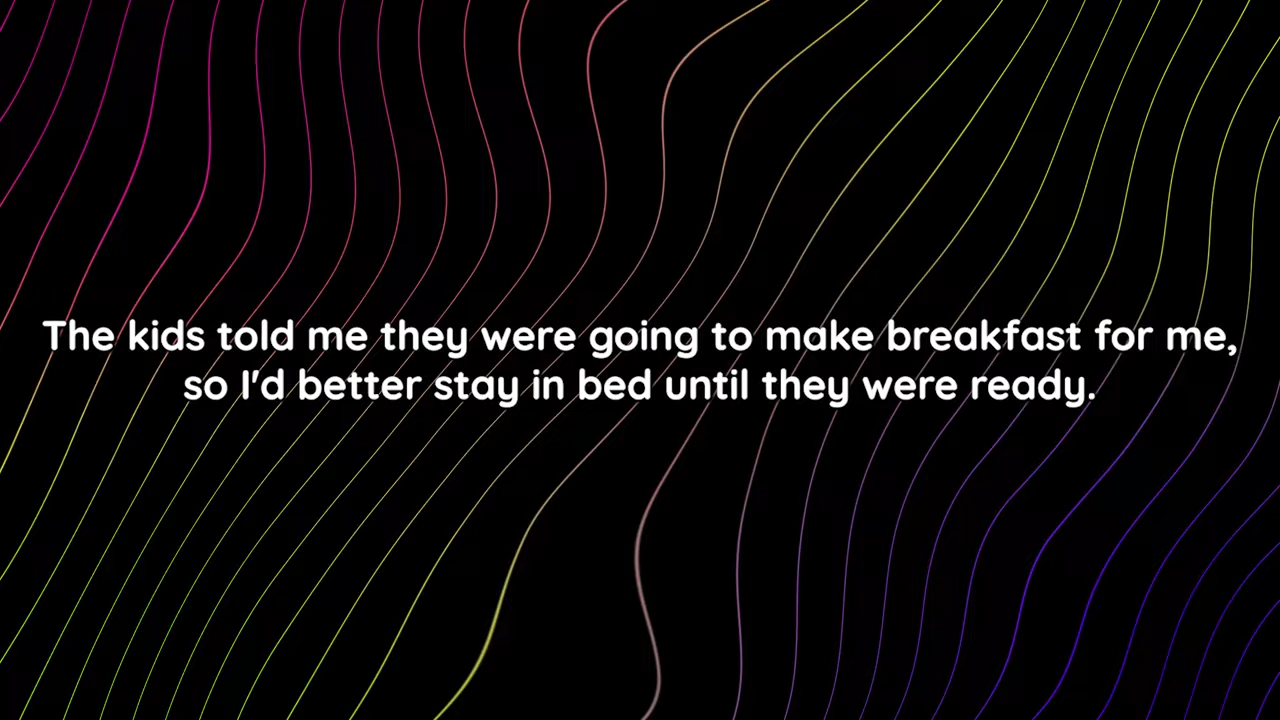 The kids told me they were going to make breakfast for me,
so I'd better stay in bed until they were ready.